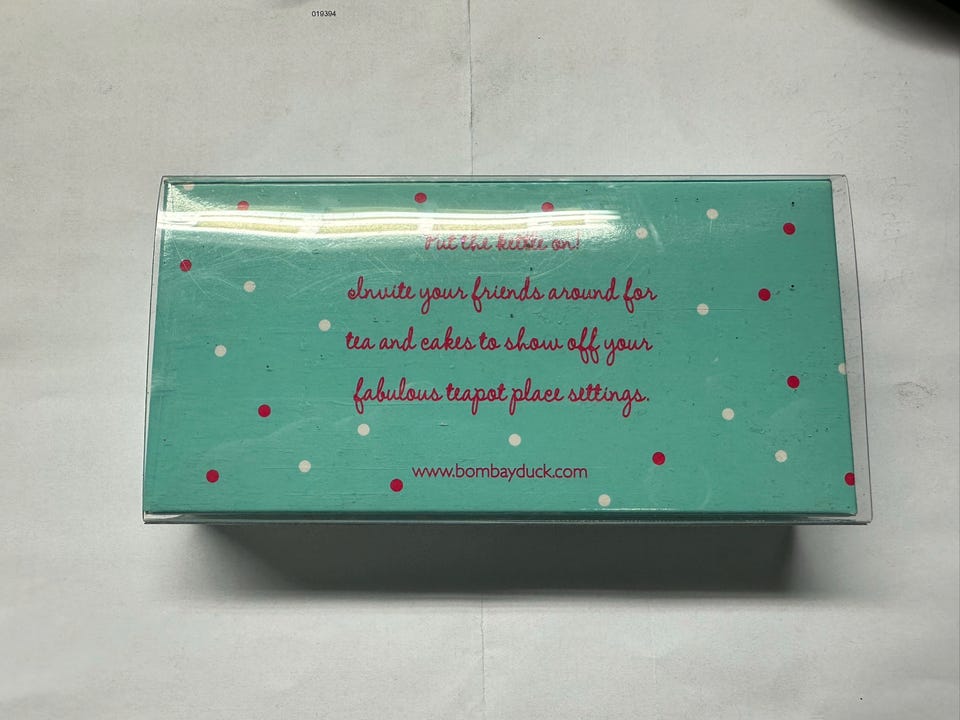 019394
Put the kettle on!
Invite your friends around for
tea and cakes to show off your
fabulous teapot place settings.
www.bombayduck.com